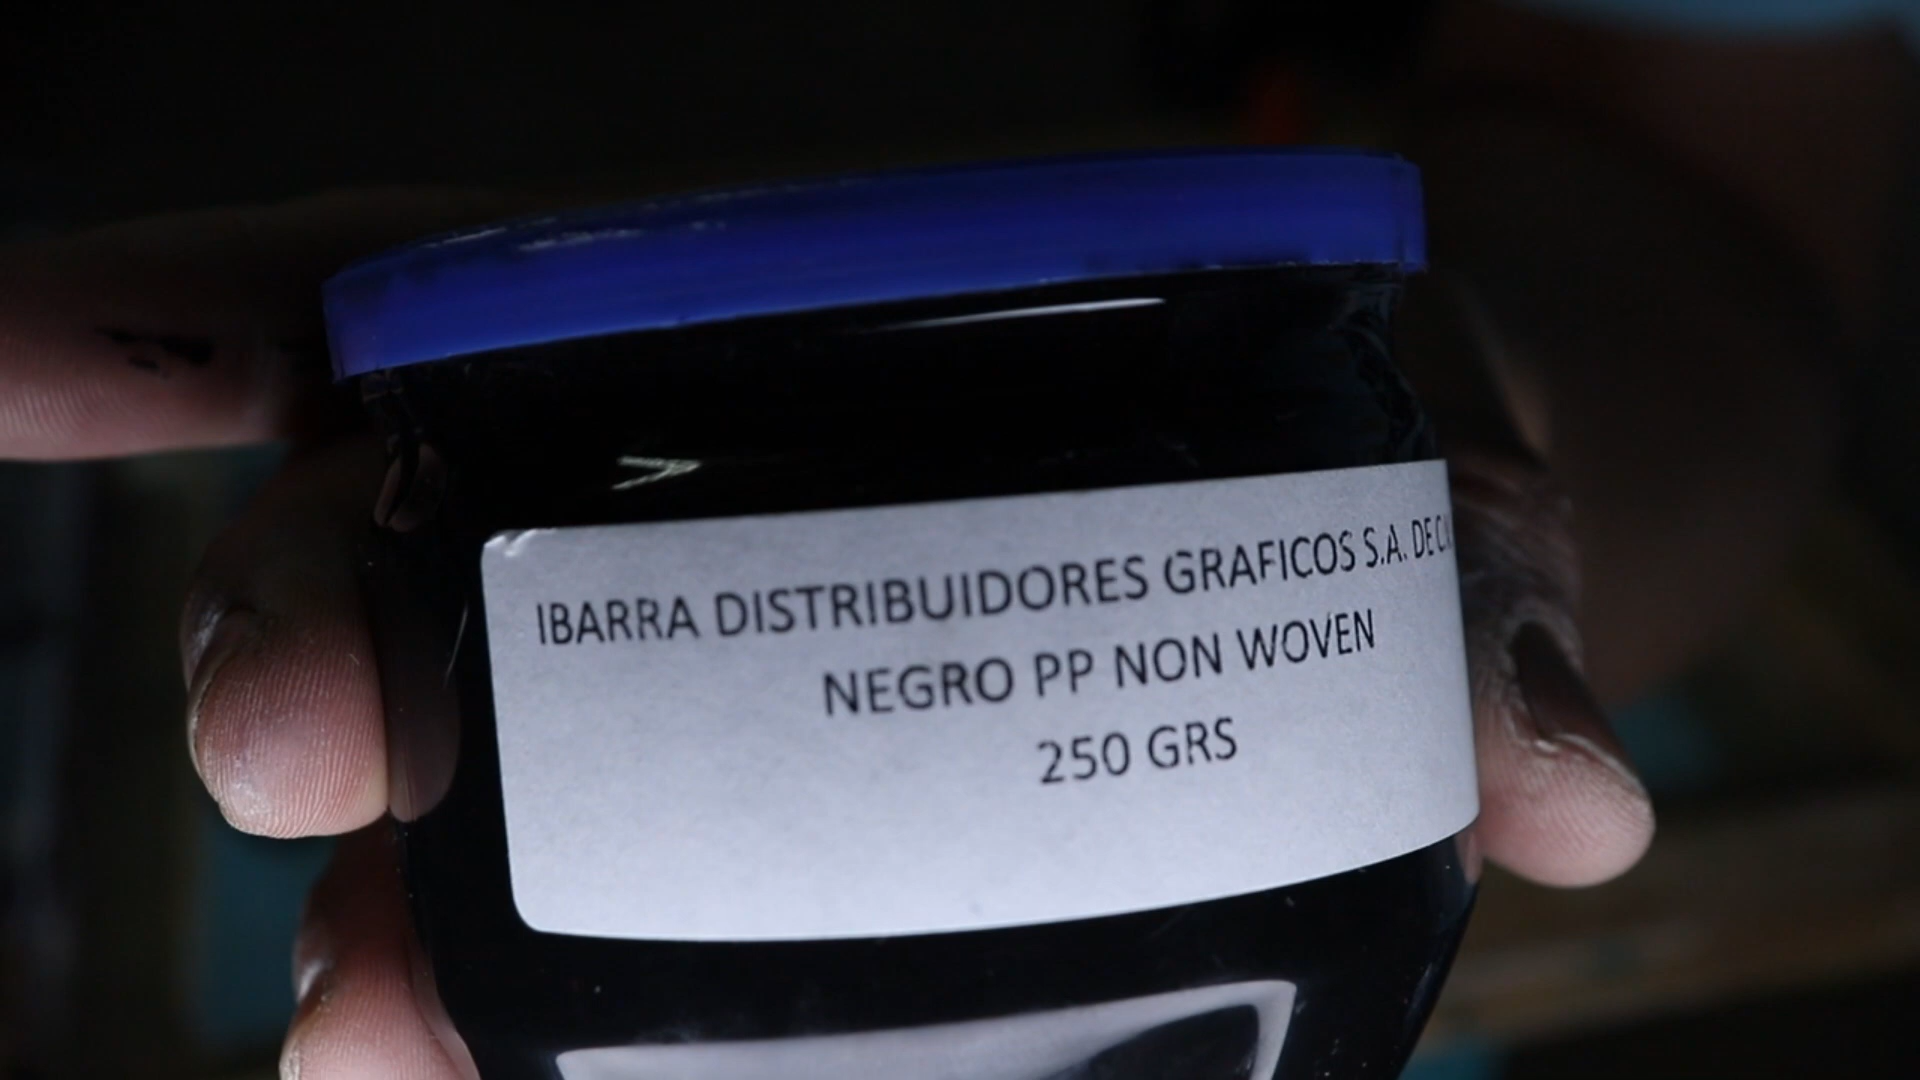 IBARRA DISTRIBUIDORES GRAFICOS S.A. DE
NEGRO PP NON WOVEN
250 GRS